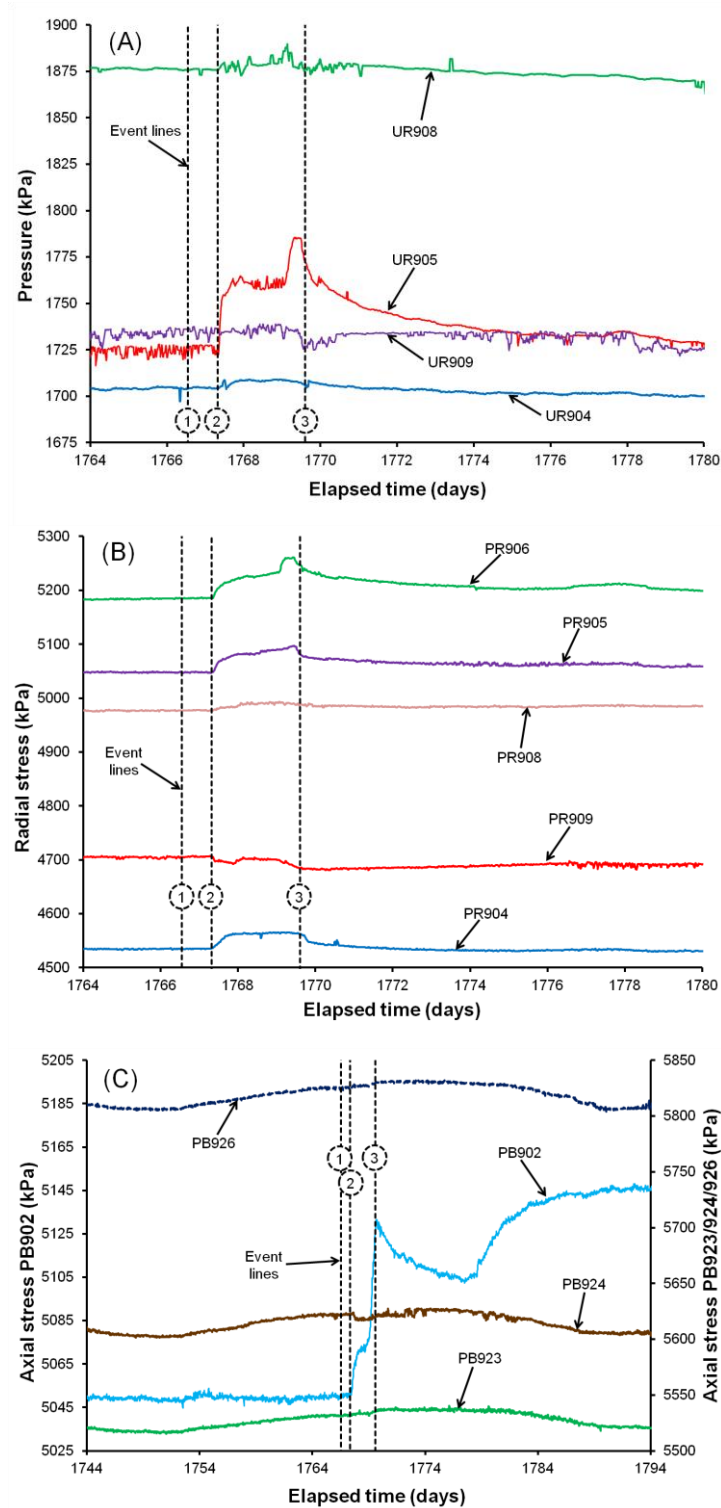 (A)
Pressure (kPa)
1900
1875
1850
1825
1800
1775
1750
1725
1700
1675
Event lines
UR908
UR905
UR909
UR904
1
2
3
1764 1766 1768 1770 1772 1774 1776 1778 1780
Elapsed time (days)
(B)
Radial stress (kPa)
5300
5200
5100
5000
4900
4800
4700
4600
4500
PR906
PR905
PR908
Event
lines
PR909
1
2
3
PR904
1764 1766 1768 1770 1772 1774 1776 1778 1780
Elapsed time (days)
(C)
Axial stress PB902 (kPa)
5205
5185
5165
5145
5125
5105
5085
5065
5045
5025
PB926
1
2
3
PB902
Event
lines
PB924
PB923
5850
5800
5750
5700
5650
5600
5550
5500
Axial stress PB923/924/926 (kPa)
1744 1754 1764 1774 1784 1794
Elapsed time (days)